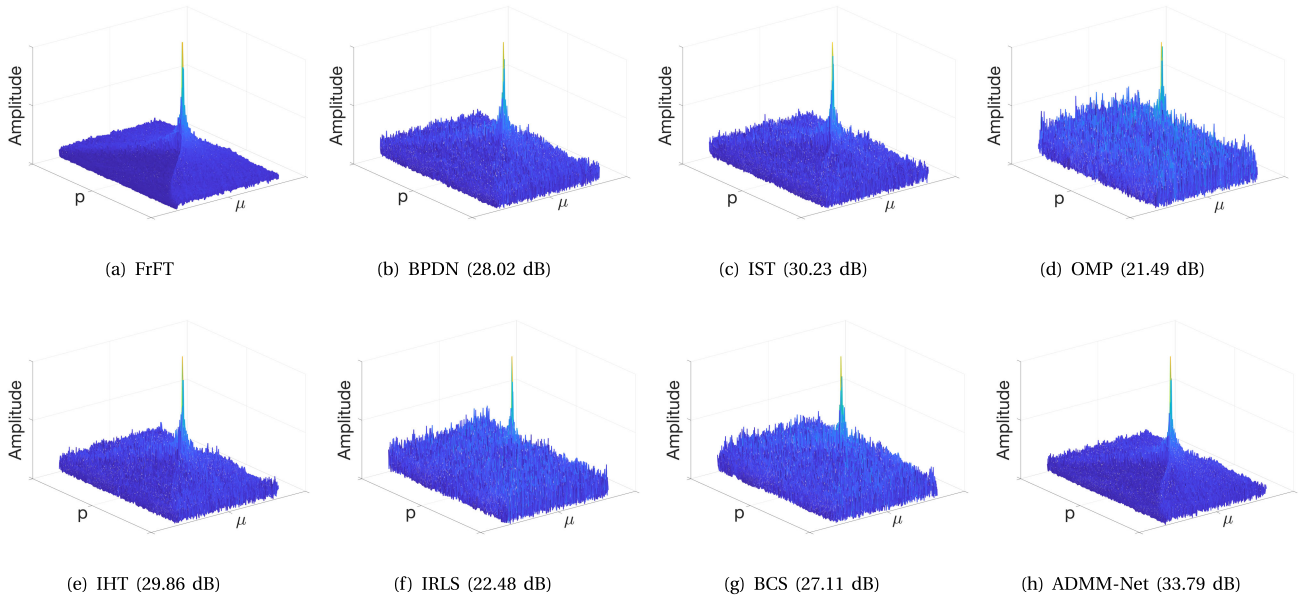 Amplitude
p
μ
(a) FrFT
Amplitude
p
μ
(b) BPDN (28.02 dB)
Amplitude
p
μ
(c) IST (30.23 dB)
Amplitude
p
μ
(d) OMP (21.49 dB)
Amplitude
p
μ
(e) IHT (29.86 dB)
Amplitude
p
μ
(f) IRLS (22.48 dB)
Amplitude
p
μ
(g) BCS (27.11 dB)
Amplitude
p
μ
(h) ADMM-Net (33.79 dB)